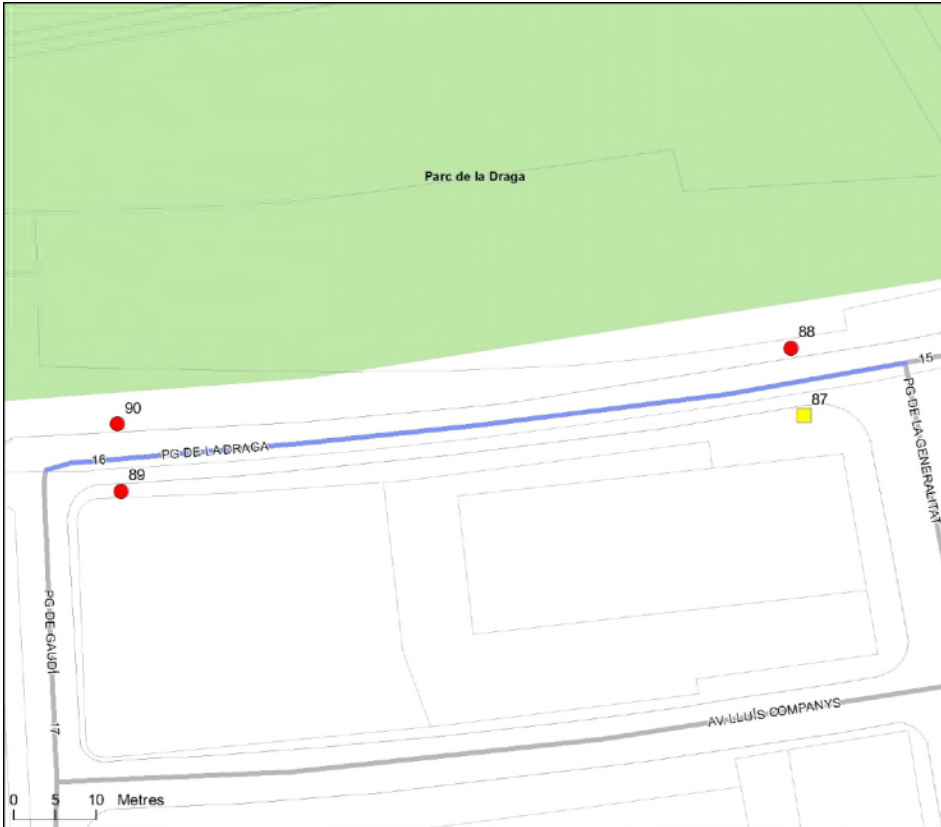 Parc de la Draga
88
15
87
90
16
PG DE LA DRAGA
89
PG DE LA GENERALITAT
PG DE GAUDÍ
17
AV LLUÍS COMPANYS
0 5 10 Metres